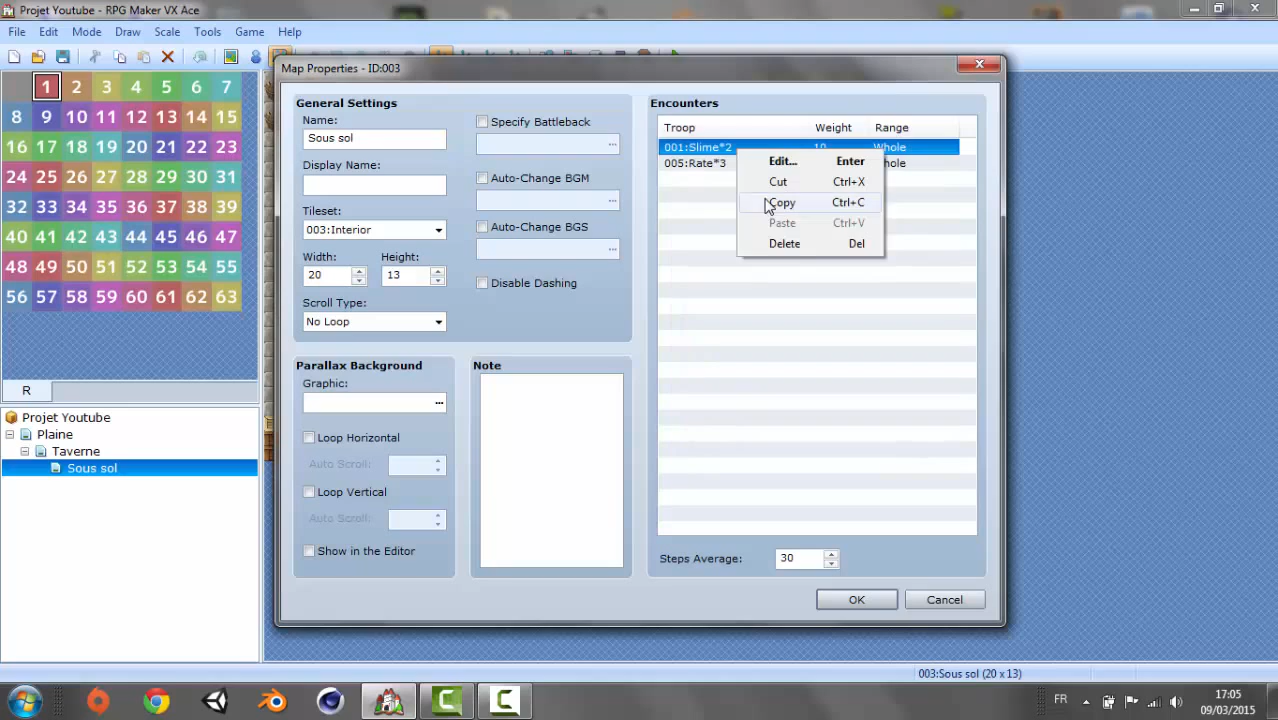 Projet Youtube - RPG Maker VX Ace
File Edit Mode Draw Scale Tools Game Help
1 2 3 4 5 6 7
8 9 10 11 12 13 14 15
16 17 18 19 20 21 22 23
24 25 26 27 28 29 30 31
32 33 34 35 36 37 38 39
40 41 42 43 44 45 46 47
48 49 50 51 52 53 54 55
56 57 58 59 60 61 62 63
R
Projet Youtube
Plaine
Taverne
Sous sol
Map Properties - ID:003
General Settings
Name:
Sous sol
Display Name:
Tileset:
003:Interior
Width: Height:
20 13
Scroll Type:
No Loop
Specify Battleback
...
Auto-Change BGM
...
Auto-Change BGS
...
Disable Dashing
Parallax Background
Graphic:
...
Loop Horizontal
Auto Scroll:
Loop Vertical
Auto Scroll:
Show in the Editor
Note
Encounters
Troop Weight Range
001:Slime*2 10 Whole
005:Rate*3
Edit... Enter
Cut Ctrl+X
Copy Ctrl+C
Paste Ctrl+V
Delete Del
Steps Average: 30
OK Cancel
003:Sous sol (20 x 13)
FR
17:05
09/03/2015